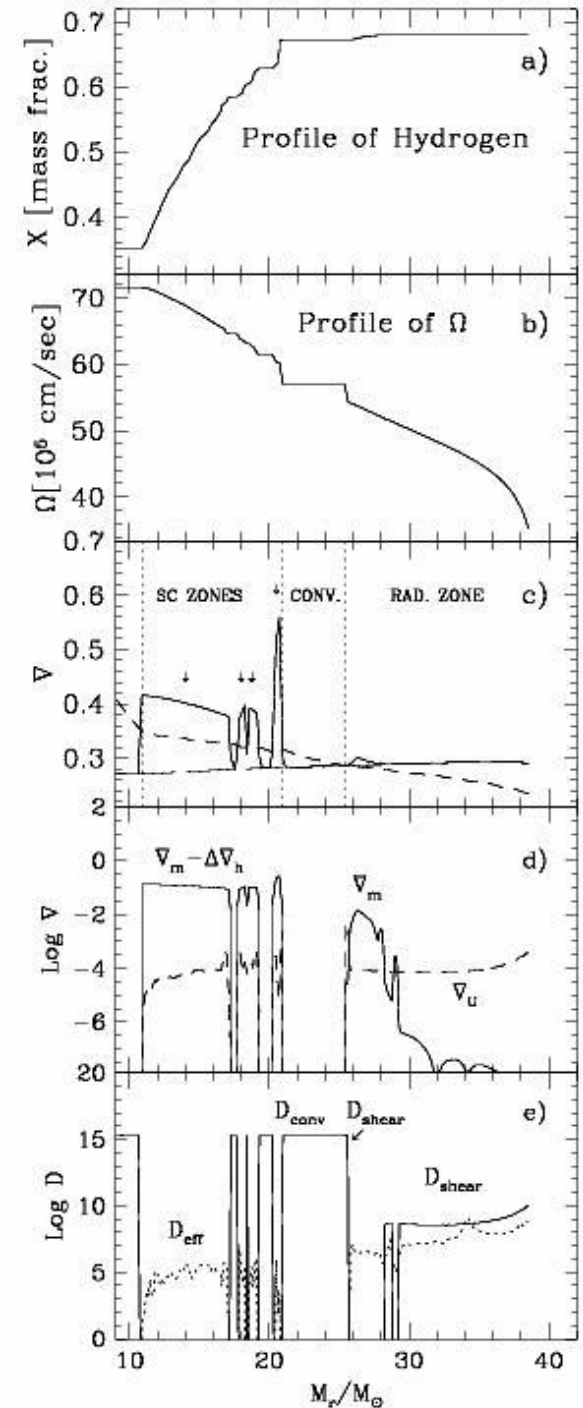 0.7
a)
0.6
Profile of Hydrogen
0.5
0.4
X [mass frac.]
70
Profile of Ω b)
60
50
40
Ω[10⁶ cm/sec]
0.7
SC ZONES CONV. RAD. ZONE c)
0.6
0.5
0.4
0.3
∇
2
∇m-Δ∇h d)
0
∇m
-2
-4
∇U
-6
Log ∇
20
Dconv Dshear e)
15
Dshear
10
Deff
5
0
Log D
10 20 30 40
Mr/M⊙